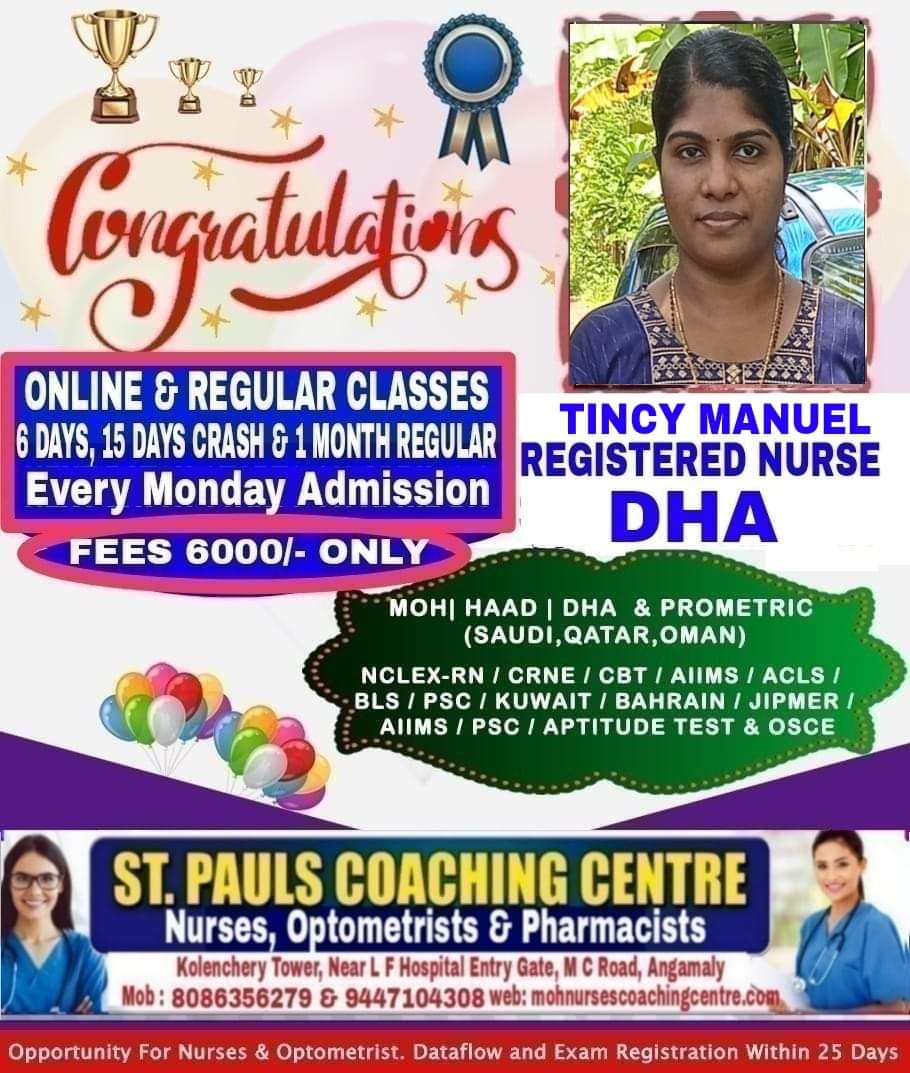 Congratulations
ONLINE & REGULAR CLASSES
6 DAYS, 15 DAYS CRASH & 1 MONTH REGULAR
Every Monday Admission
FEES 6000/- ONLY
TINCY MANUEL
REGISTERED NURSE
DHA
MOH| HAAD | DHA & PROMETRIC
(SAUDI,QATAR,OMAN)
NCLEX-RN / CRNE / CBT / AIIMS / ACLS /
BLS / PSC / KUWAIT / BAHRAIN / JIPMER /
AIIMS / PSC / APTITUDE TEST & OSCE
ST. PAULS COACHING CENTRE
Nurses, Optometrists & Pharmacists
Kolenchery Tower, Near L F Hospital Entry Gate, M C Road, Angamaly
Mob : 8086356279 & 9447104308 web: mohnursescoachingcentre.com
Opportunity For Nurses & Optometrist. Dataflow and Exam Registration Within 25 Days